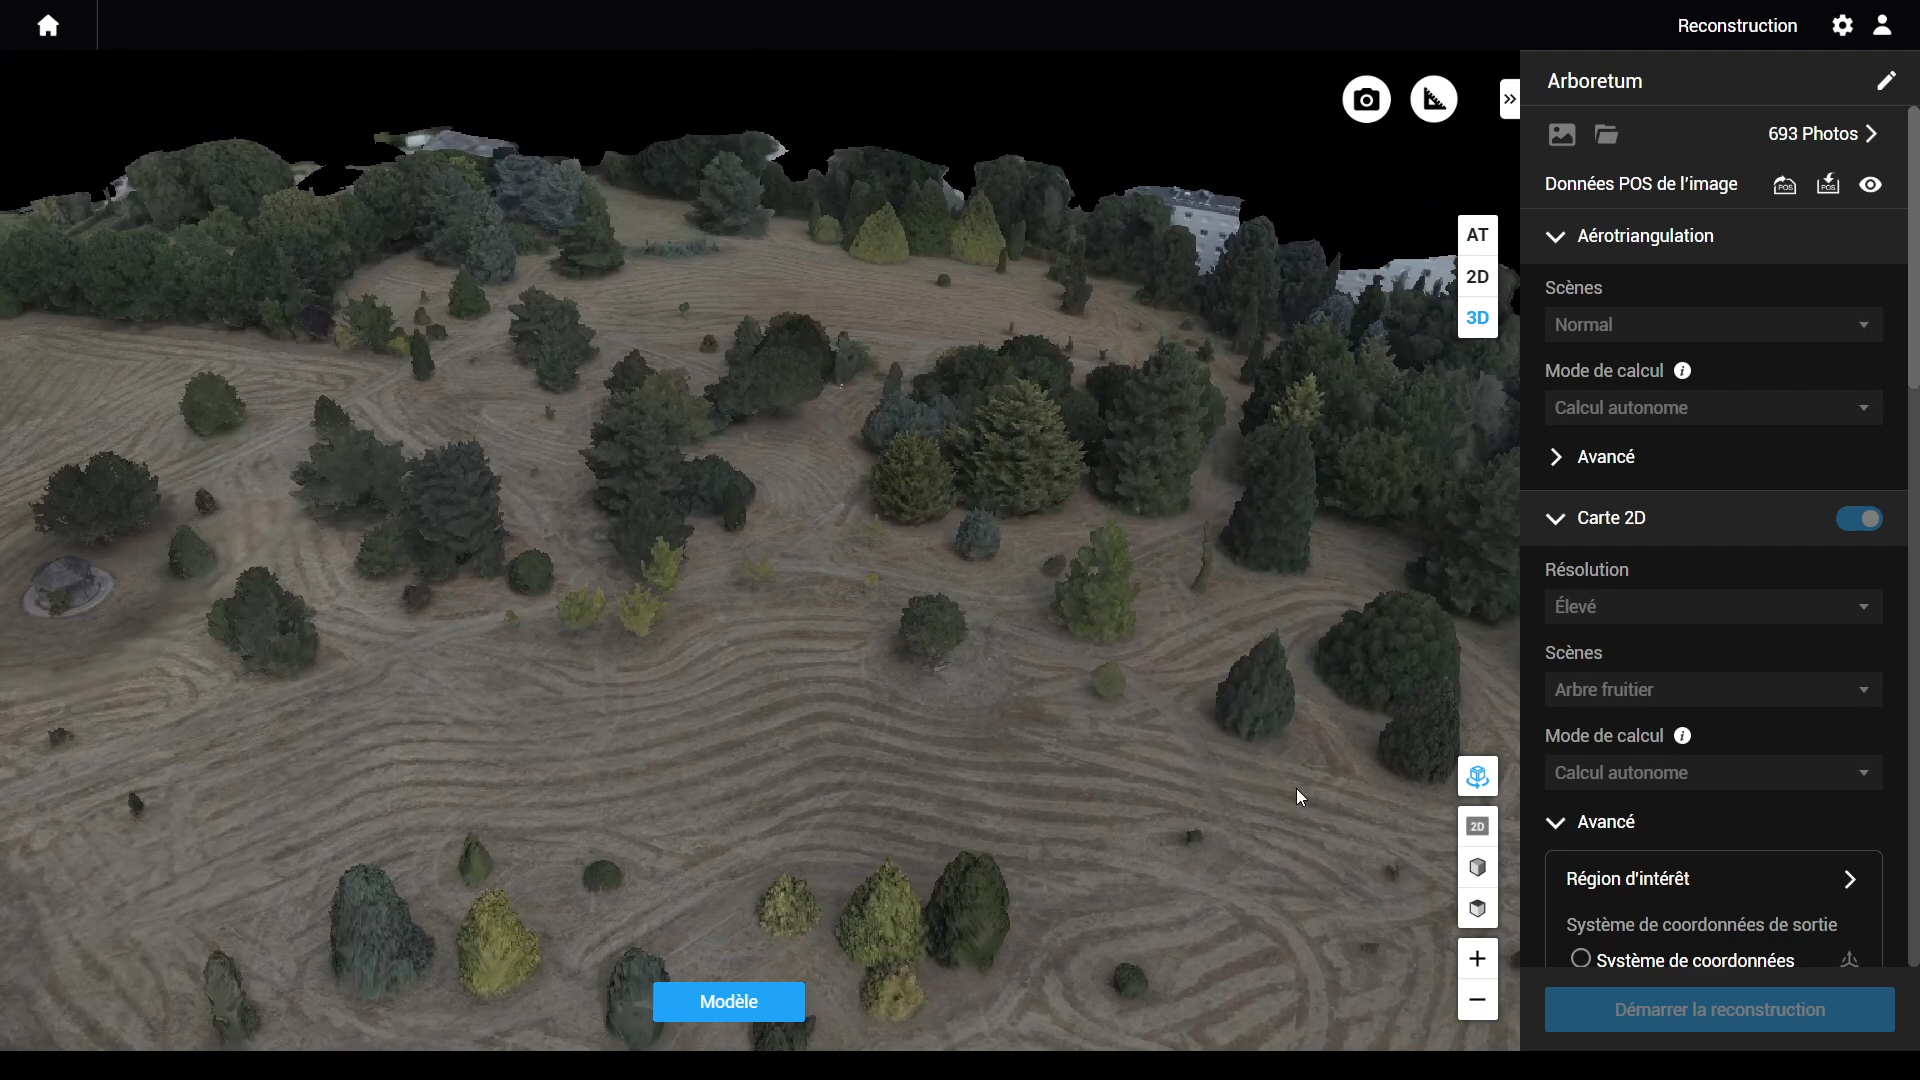 Reconstruction
Arboretum
693 Photos
Données POS de l'image
POS
POS
Aérotriangulation
Scènes
Normal
Mode de calcul
Calcul autonome
Avancé
Carte 2D
Résolution
Élevé
Scènes
Arbre fruitier
Mode de calcul
Calcul autonome
Avancé
Région d'intérêt
Système de coordonnées de sortie
Système de coordonnées
Démarrer la reconstruction
AT
2D
3D
2D
Modèle